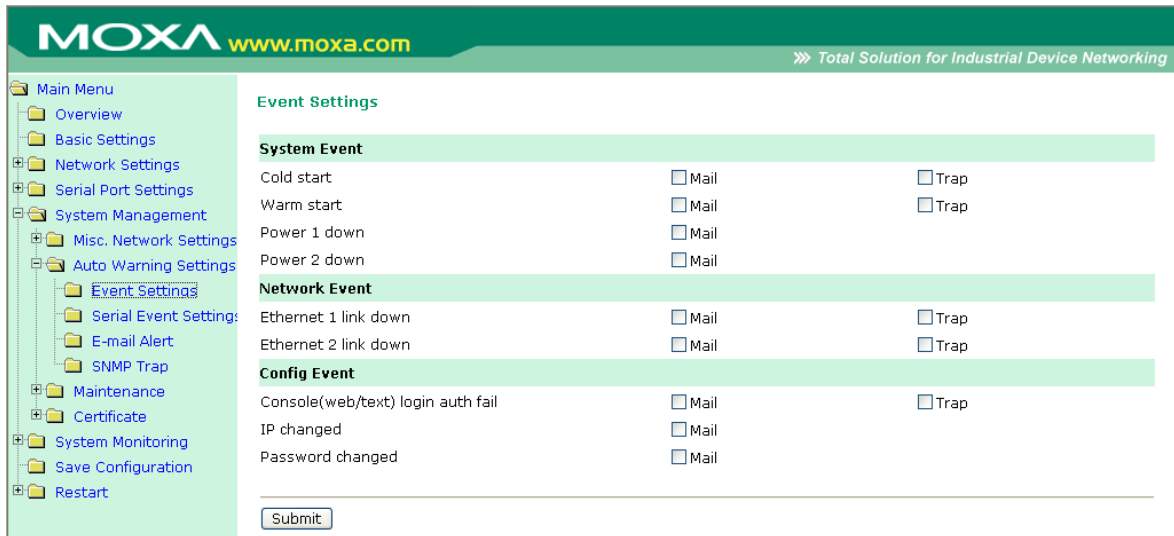 MOXA www.moxa.com
Total Solution for Industrial Device Networking
Main Menu
Overview
Basic Settings
Network Settings
Serial Port Settings
System Management
Misc. Network Settings
Auto Warning Settings
Event Settings
Serial Event Settings
E-mail Alert
SNMP Trap
Maintenance
Certificate
System Monitoring
Save Configuration
Restart
Event Settings
System Event
Cold start Mail Trap
Warm start Mail Trap
Power 1 down Mail
Power 2 down Mail
Network Event
Ethernet 1 link down Mail Trap
Ethernet 2 link down Mail Trap
Config Event
Console(web/text) login auth fail Mail Trap
IP changed Mail
Password changed Mail
Submit